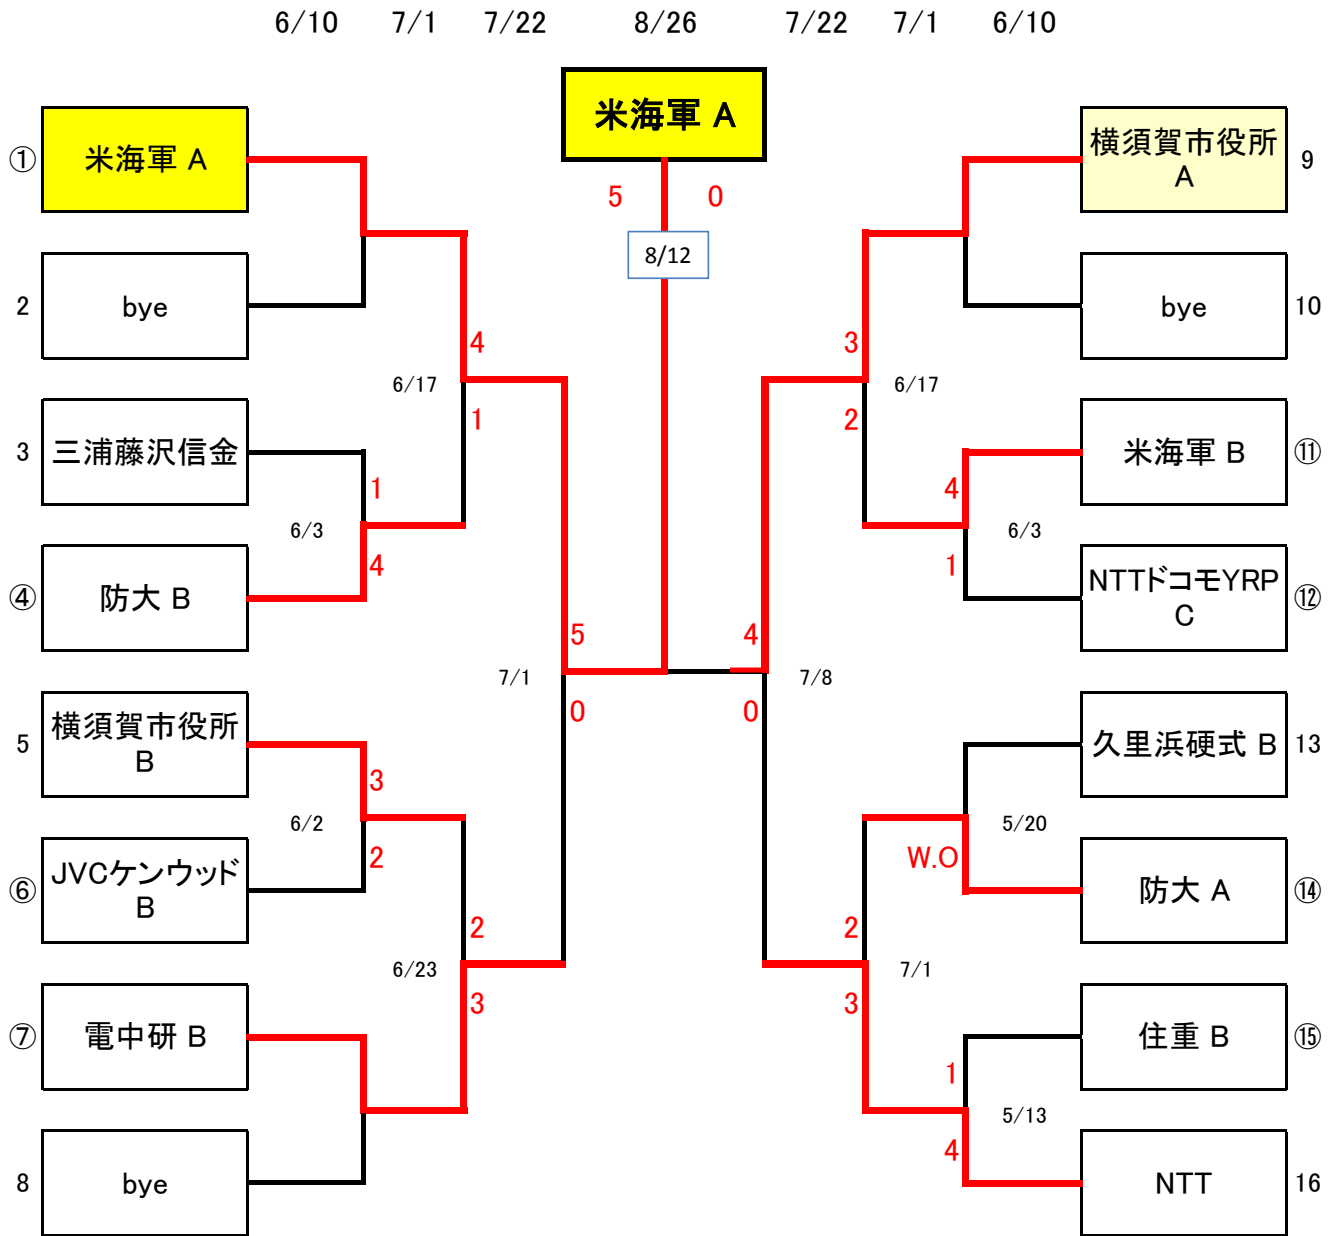 6/10 7/1 7/22 8/26 7/22 7/1 6/10
米海軍 A
5 0
8/12
① 米海軍 A
2 bye
4
6/17
1
3 三浦藤沢信金
1
6/3
4
④ 防大 B
5
7/1
0
5 横須賀市役所
B
3
6/2
2
⑥ JVCケンウッド
B
2
6/23
3
⑦ 電中研 B
8 bye
横須賀市役所
A
9
bye 10
3
6/17
2
米海軍 B ⑪
4
6/3
1
NTTドコモYRP
C
⑫
4
7/8
0
久里浜硬式 B 13
5/20
W.O
防大 A ⑭
2
7/1
3
住重 B ⑮
1
5/13
4
NTT 16